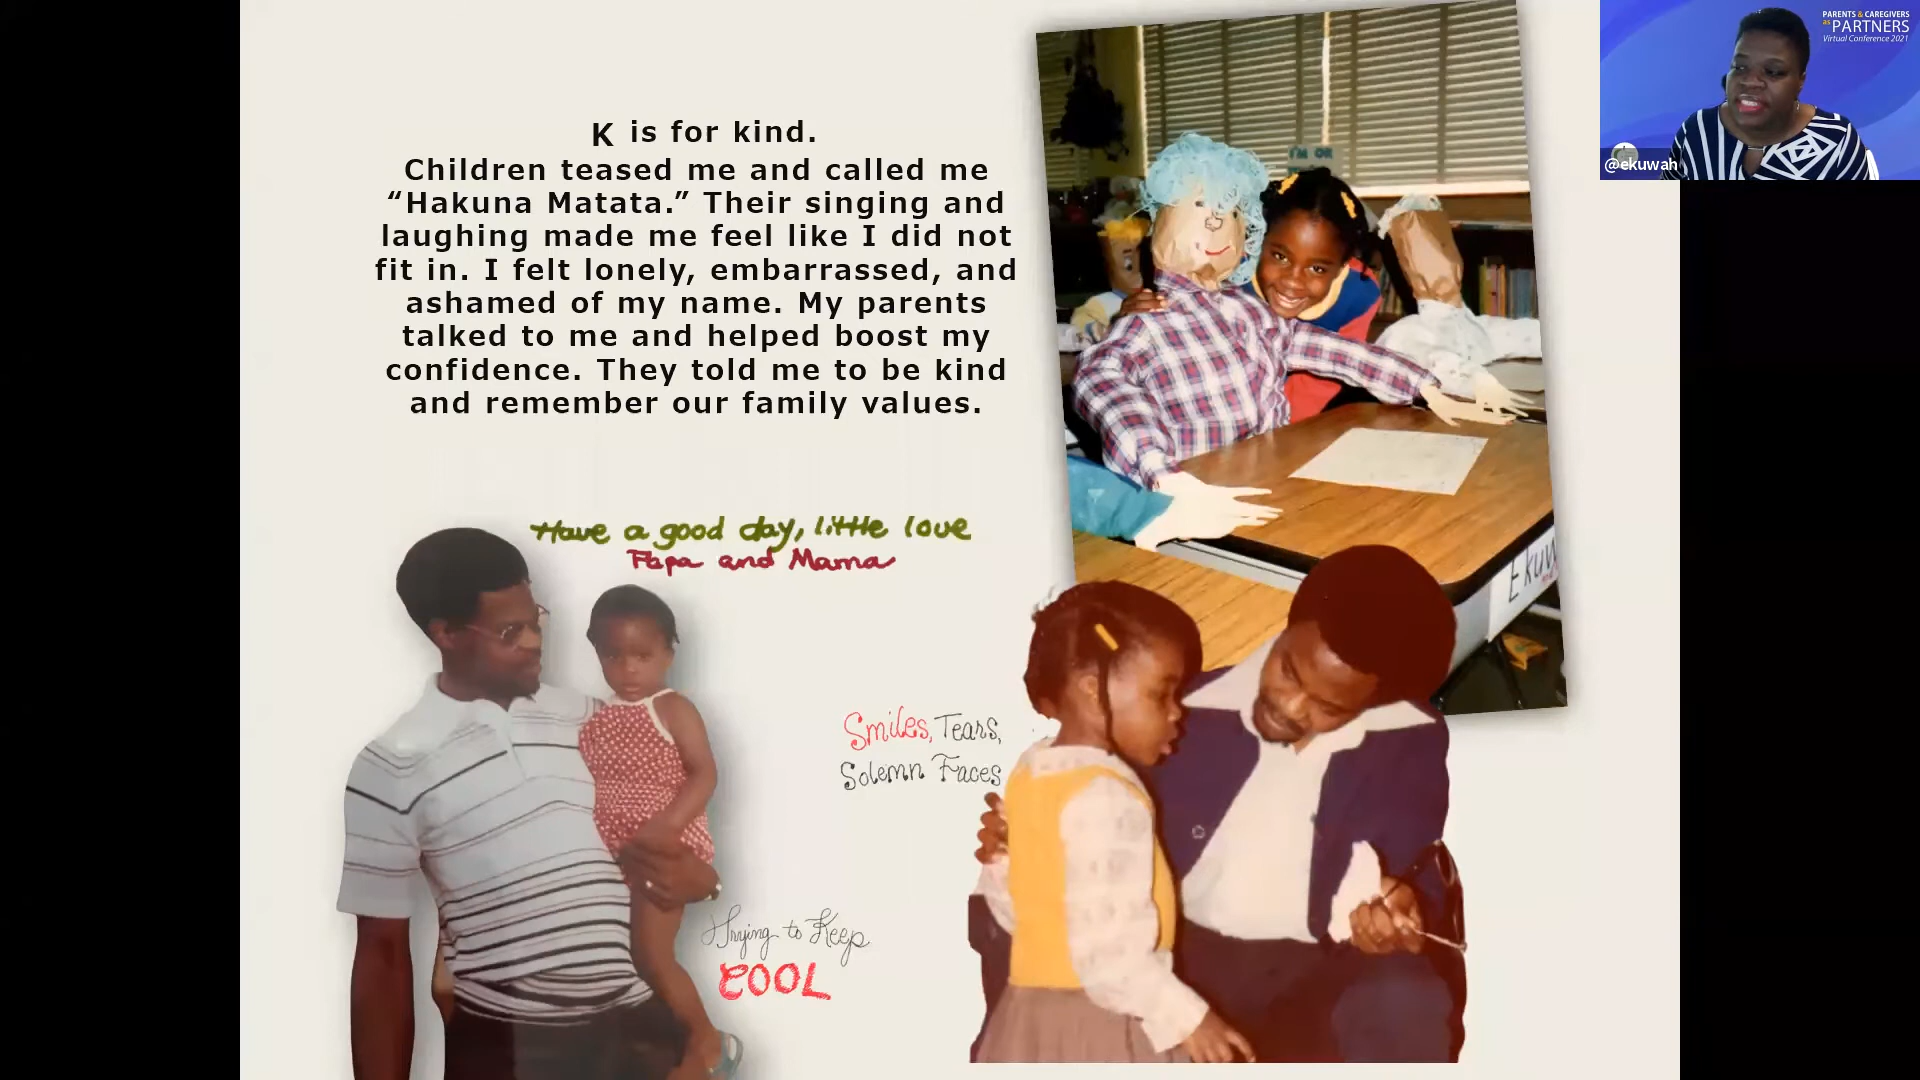 K is for kind.
Children teased me and called me
“Hakuna Matata.” Their singing and
laughing made me feel like I did not
fit in. I felt lonely, embarrassed, and
ashamed of my name. My parents
talked to me and helped boost my
confidence. They told me to be kind
and remember our family values.
Have a good day, little love
Papa and Mama
Smiles, Tears,
Solemn Faces
Trying to Keep
COOL
I'M OK
PARENTS & CAREGIVERS
as PARTNERS
Virtual Conference 2021
@ekuwah